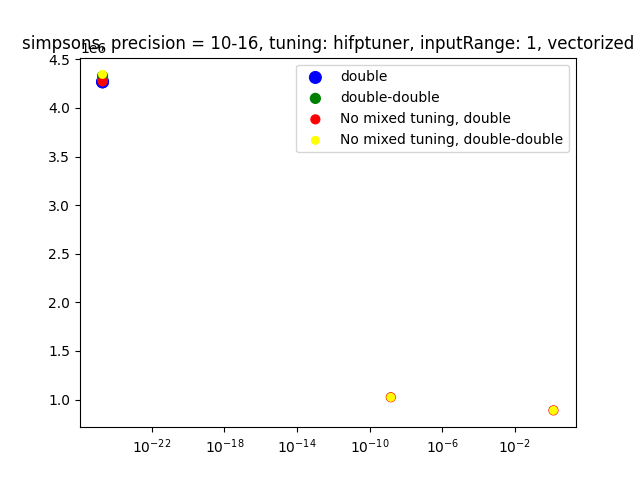 simpsons, precision = 10-16, tuning: hifptuner, inputRange: 1, vectorized
1e6
double
double-double
No mixed tuning, double
No mixed tuning, double-double
4.5
4.0
3.5
3.0
2.5
2.0
1.5
1.0
10⁻²² 10⁻¹⁸ 10⁻¹⁴ 10⁻¹⁰ 10⁻⁶ 10⁻²